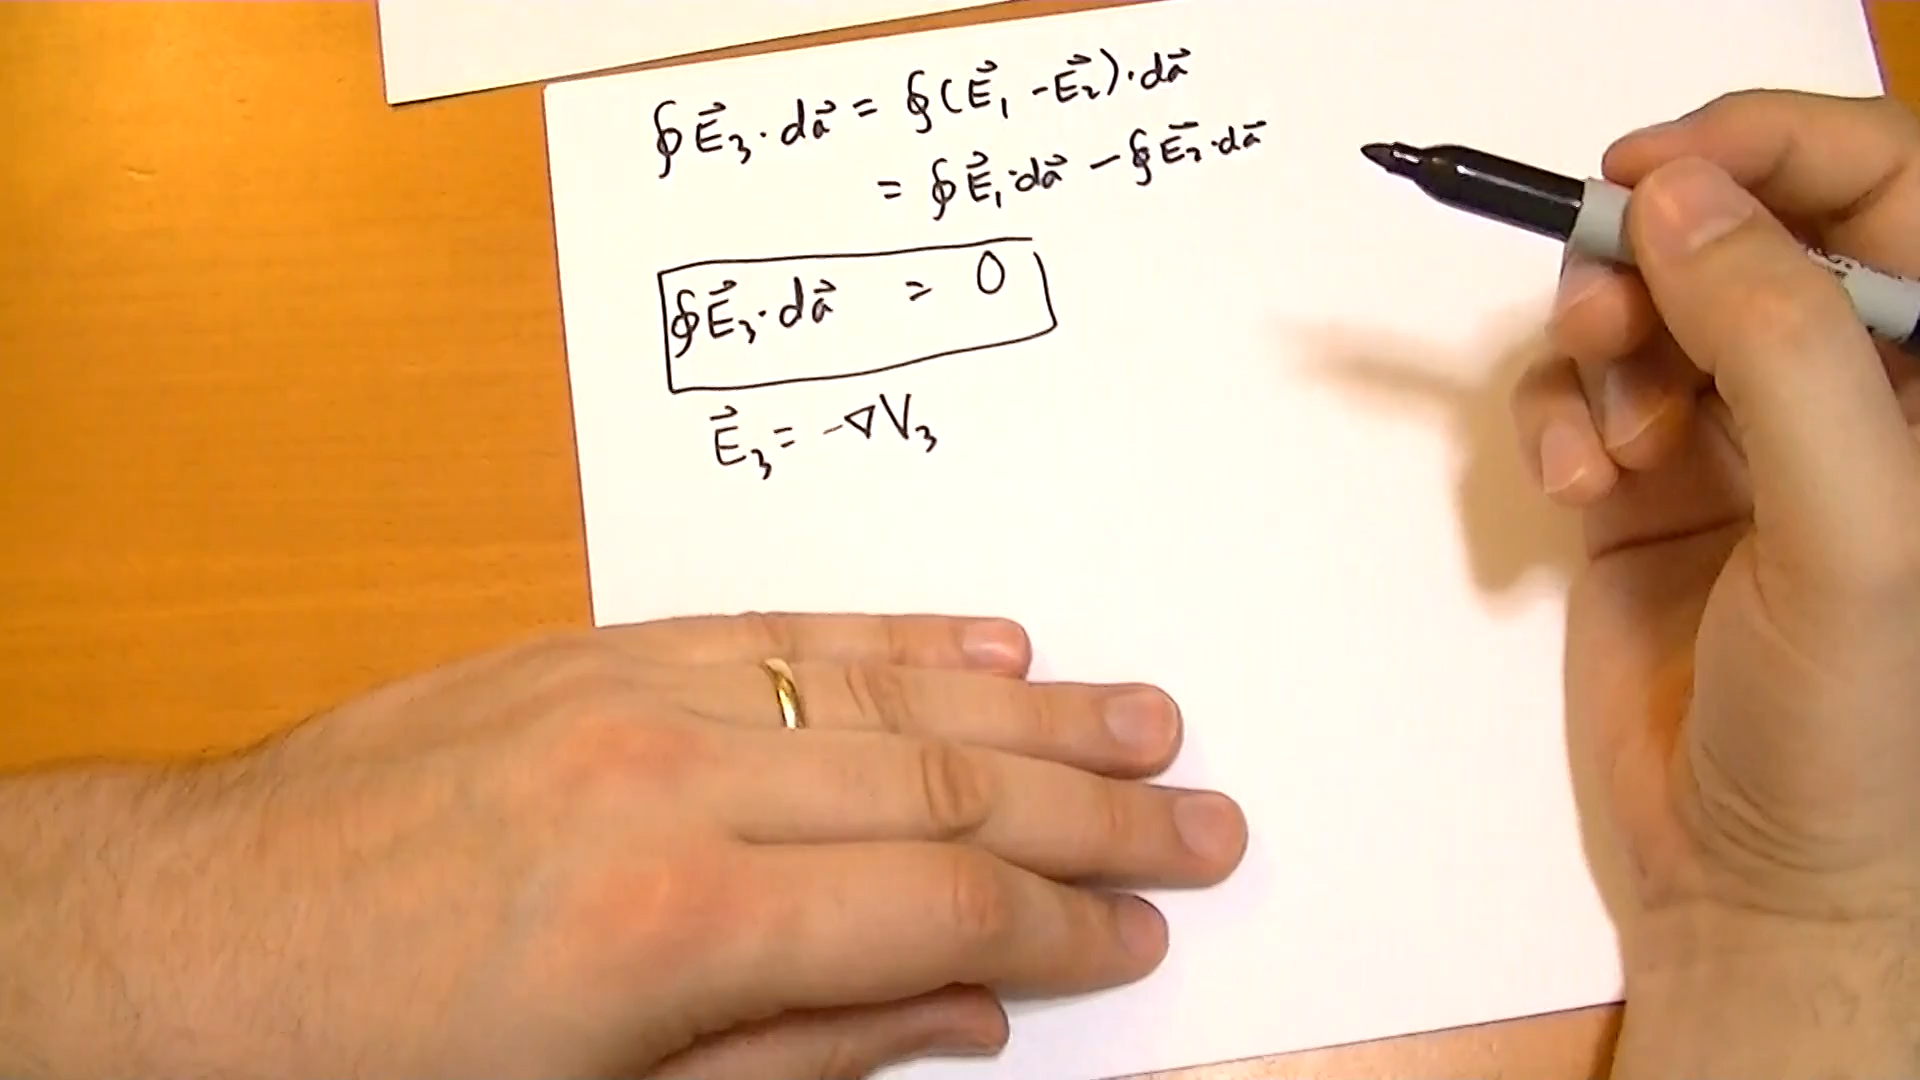 ∮E⃗₃·da⃗ = ∮(E⃗₁ -E⃗₂)·da⃗
= ∮E⃗₁·da⃗ - ∮E⃗₂·da⃗
∮E⃗₃·da⃗ = 0
E⃗₃ = -∇V₃